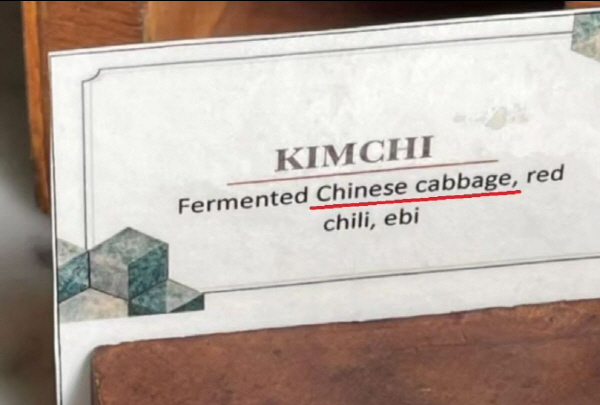 KIMCHI
Fermented Chinese cabbage, red
chili, ebi